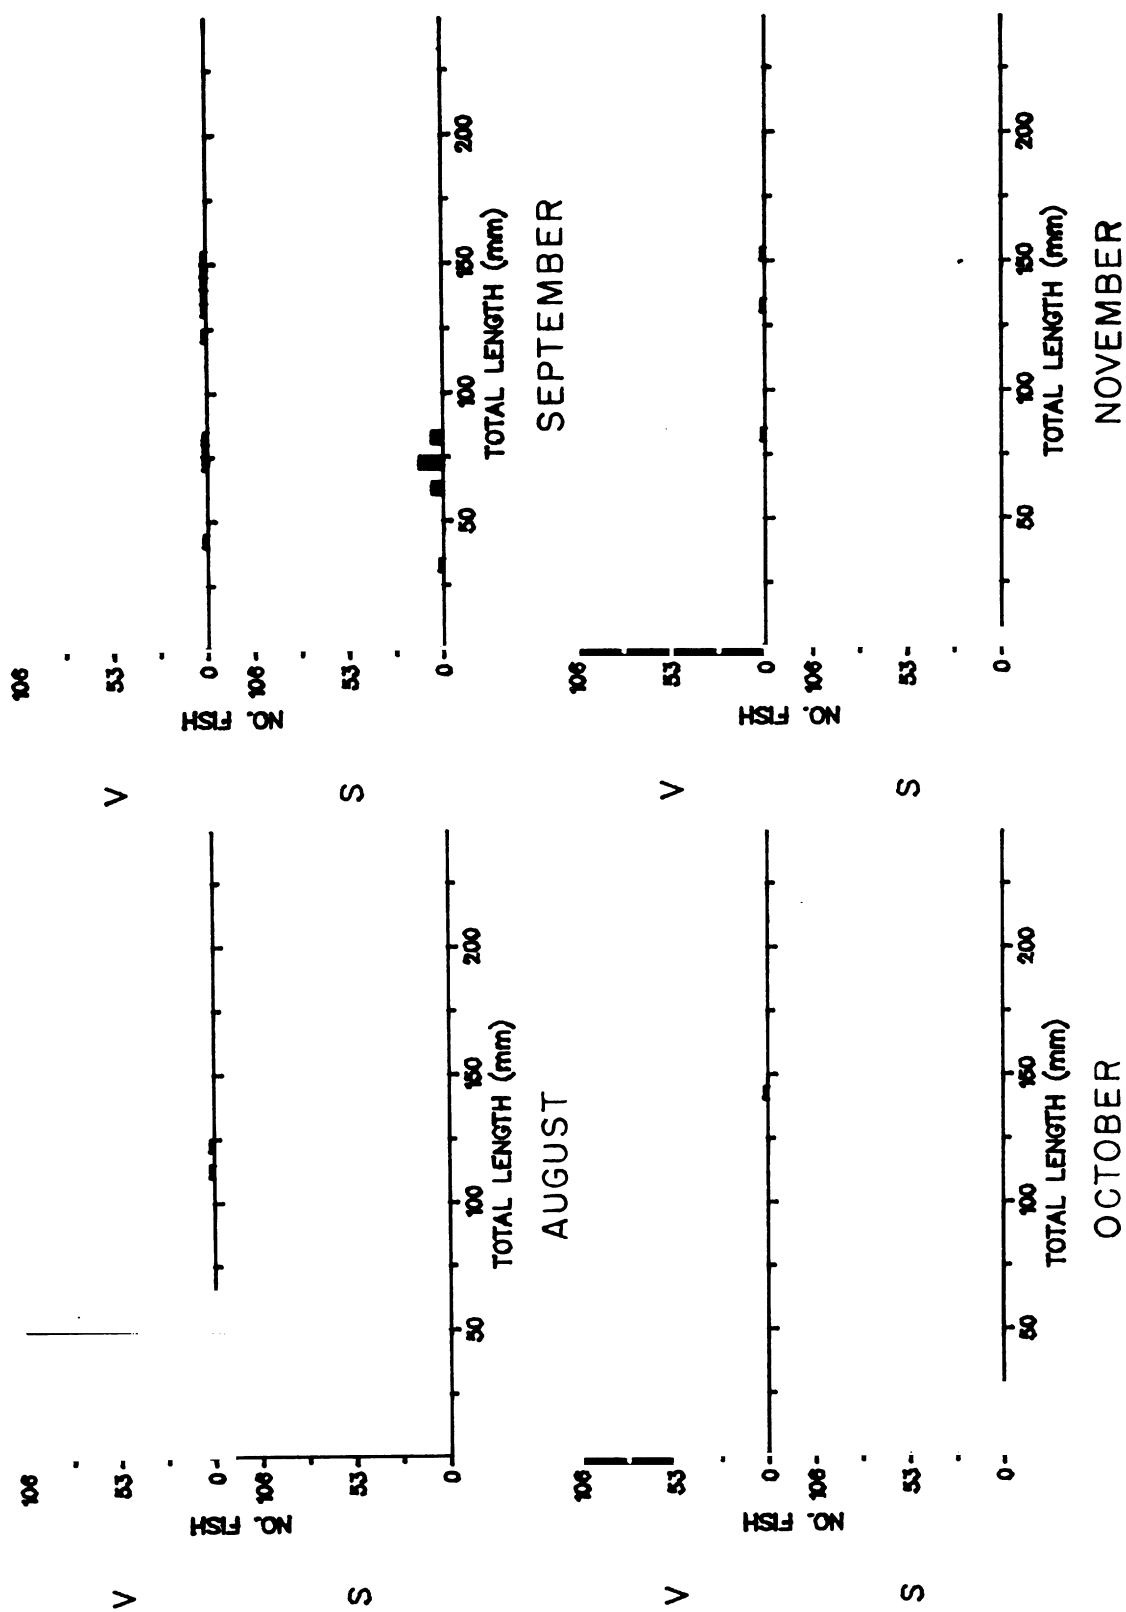 V
106
53
0
NO. FISH
S
106
53
0
50 100 150 200
TOTAL LENGTH (mm)
AUGUST
V
106
53
0
NO. FISH
S
106
53
0
50 100 150 200
TOTAL LENGTH (mm)
SEPTEMBER
V
106
53
0
NO. FISH
S
106
53
0
50 100 150 200
TOTAL LENGTH (mm)
OCTOBER
V
106
53
0
NO. FISH
S
106
53
0
50 100 150 200
TOTAL LENGTH (mm)
NOVEMBER